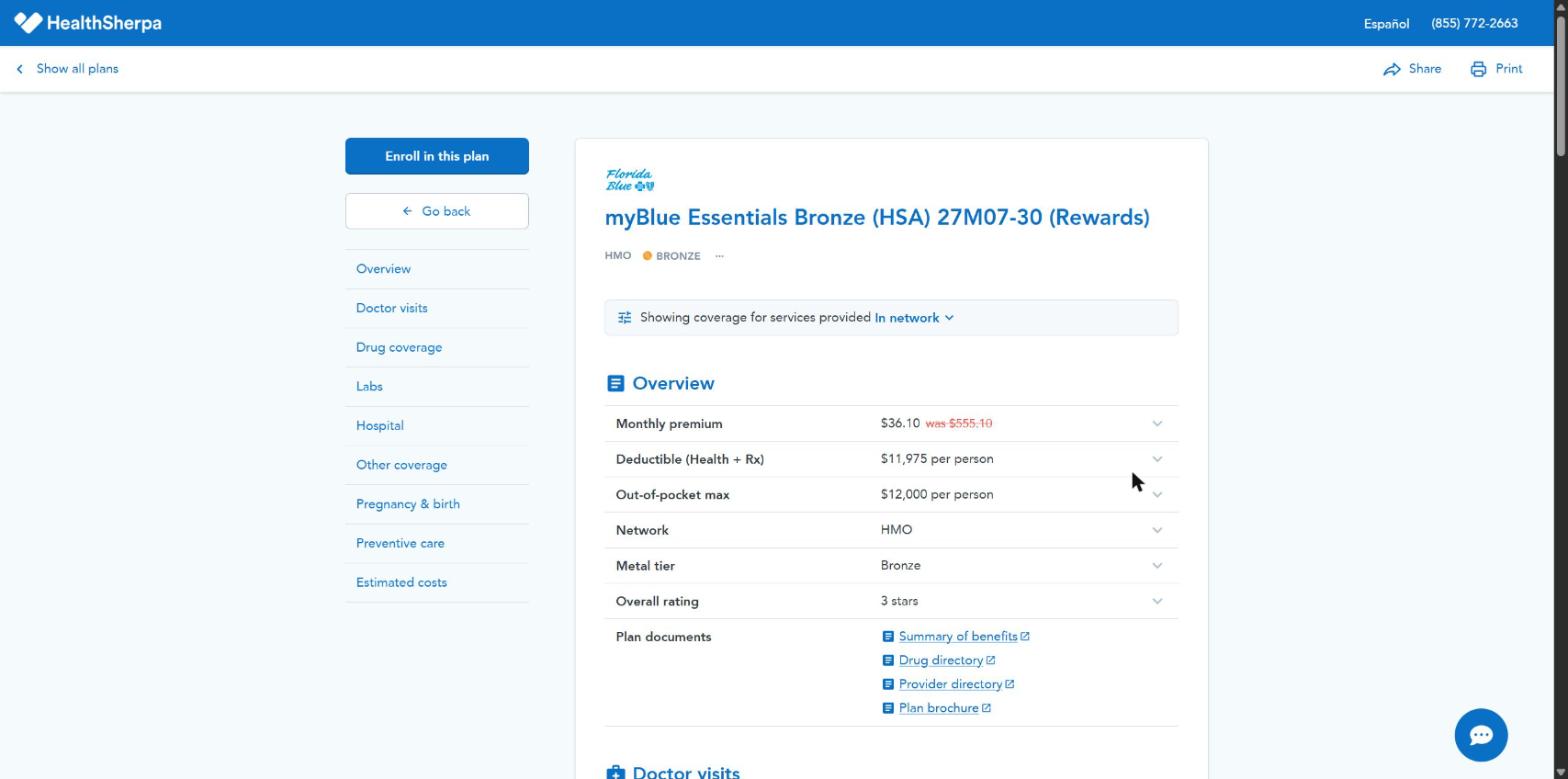 HealthSherpa
Español
(855) 772-2663
Show all plans
Share
Print
Enroll in this plan
Go back
Overview
Doctor visits
Drug coverage
Labs
Hospital
Other coverage
Pregnancy & birth
Preventive care
Estimated costs
Florida
Blue
myBlue Essentials Bronze (HSA) 27M07-30 (Rewards)
HMO BRONZE ...
Showing coverage for services provided In network
Overview
Monthly premium $36.10 was $555.10
Deductible (Health + Rx) $11,975 per person
Out-of-pocket max $12,000 per person
Network HMO
Metal tier Bronze
Overall rating 3 stars
Plan documents Summary of benefits
Drug directory
Provider directory
Plan brochure
Doctor visits